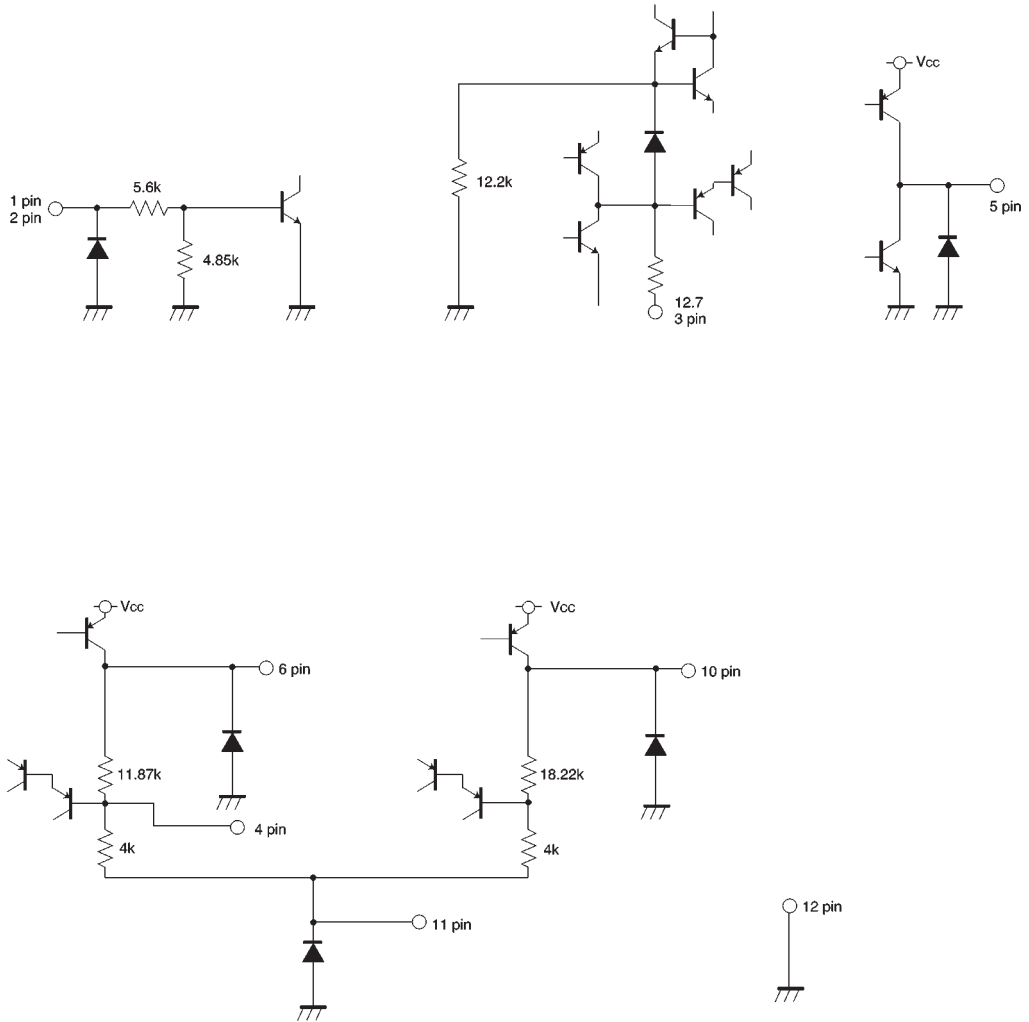 1 pin
2 pin
5.6k
4.85k
12.2k
12.7
3 pin
Vcc
5 pin
Vcc
6 pin
11.87k
4 pin
4k
Vcc
10 pin
18.22k
4k
11 pin
12 pin